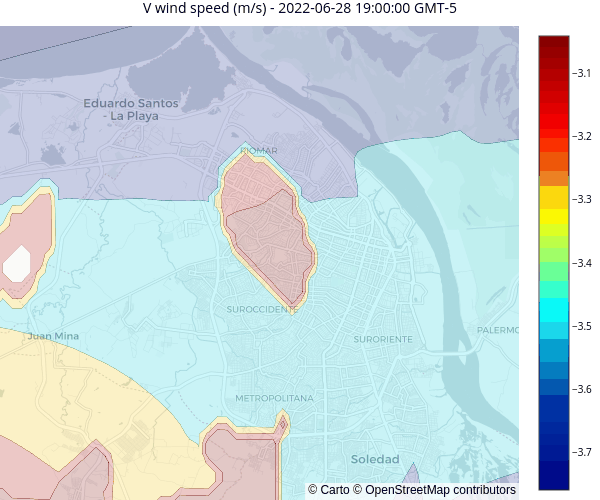 V wind speed (m/s) - 2022-06-28 19:00:00 GMT-5
−3.1
Eduardo Santos
- La Playa
−3.2
RIOMAR
−3.3
−3.4
SUROCCIDENTE
−3.5
PALERMO
Juan Mina
SURORIENTE
−3.6
METROPOLITANA
−3.7
Soledad
© Carto © OpenStreetMap contributors